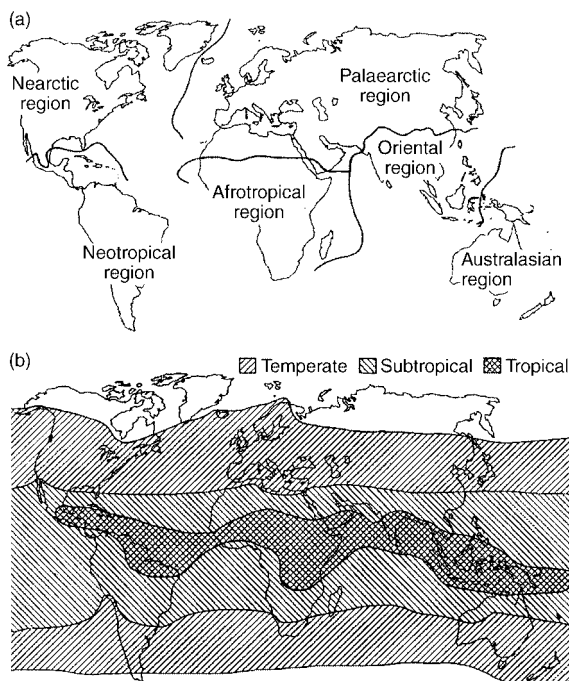 (a)
Nearctic
region
Palaearctic
region
Oriental
region
Afrotropical
region
Neotropical
region
Australasian
region
(b)
Temperate Subtropical Tropical